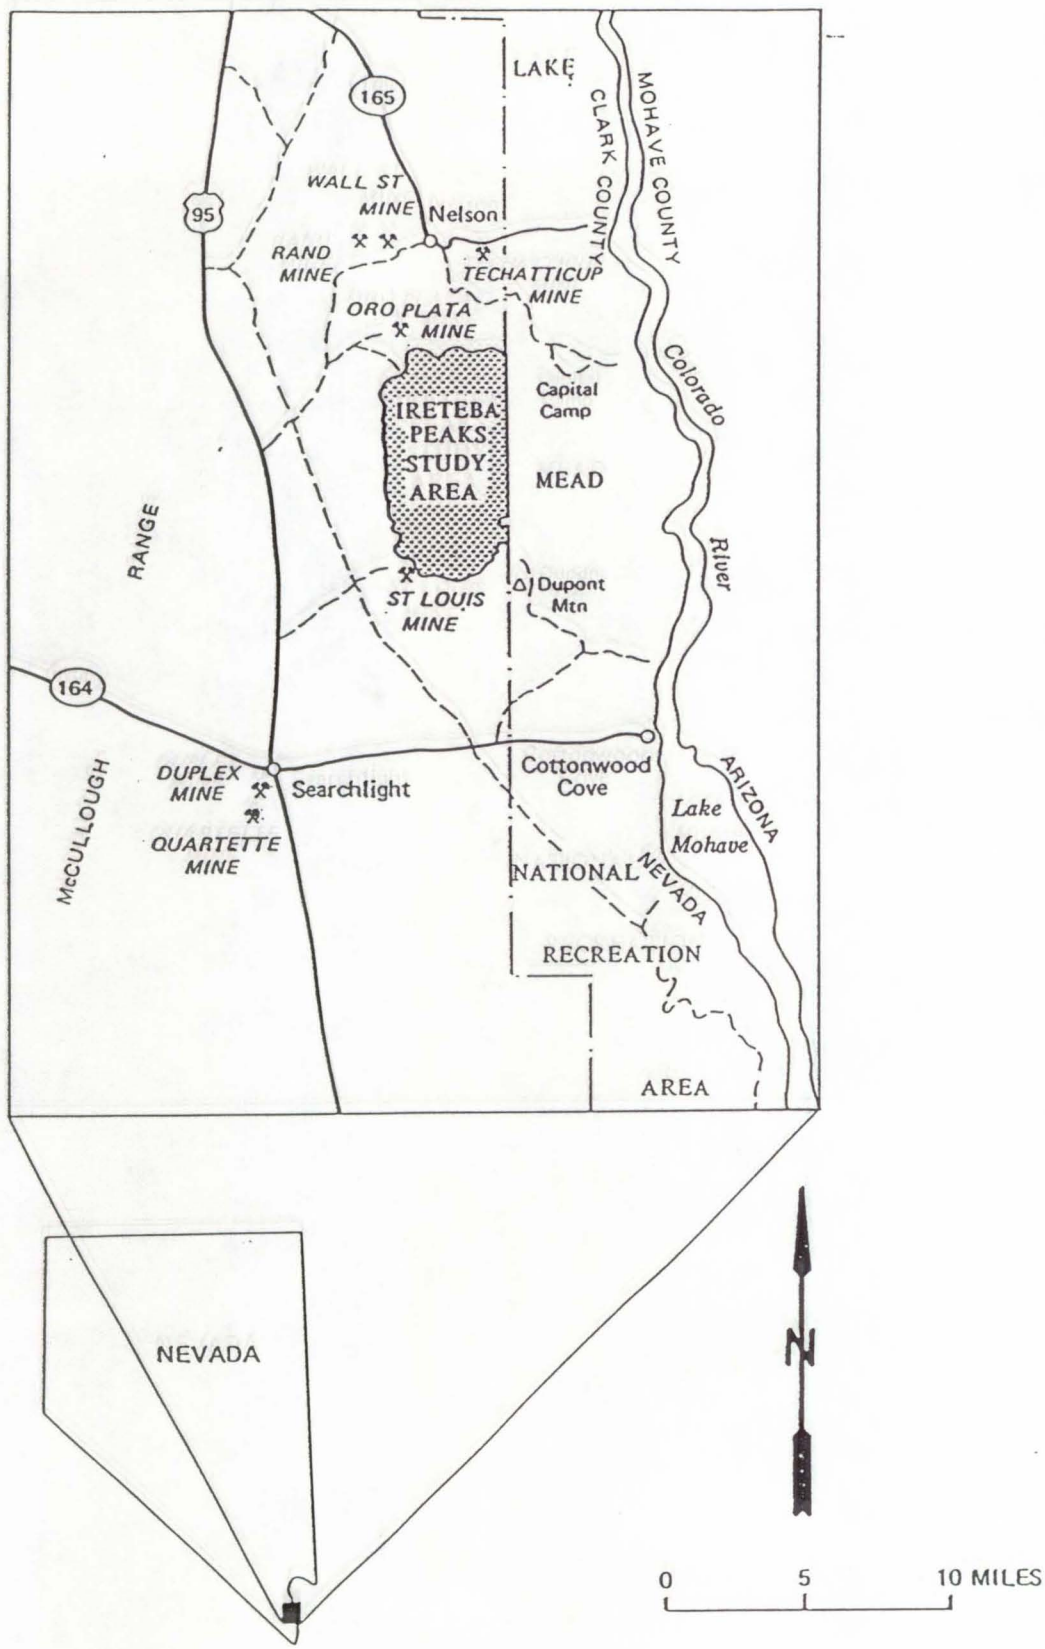 LAKE
MOHAVE COUNTY
CLARK COUNTY
165
WALL ST
MINE
95
Nelson
RAND
MINE
TECHATTICUP
MINE
ORO PLATA
MINE
Colorado
River
Capital
Camp
IRETEBA
PEAKS
STUDY
AREA
MEAD
RANGE
McCULLOUGH
ST LOUIS
MINE
Dupont
Mtn
164
DUPLEX
MINE
Searchlight
Cottonwood
Cove
ARIZONA
Lake
Mohave
QUARTETTE
MINE
NATIONAL
NEVADA
RECREATION
AREA
NEVADA
N
0 5 10 MILES